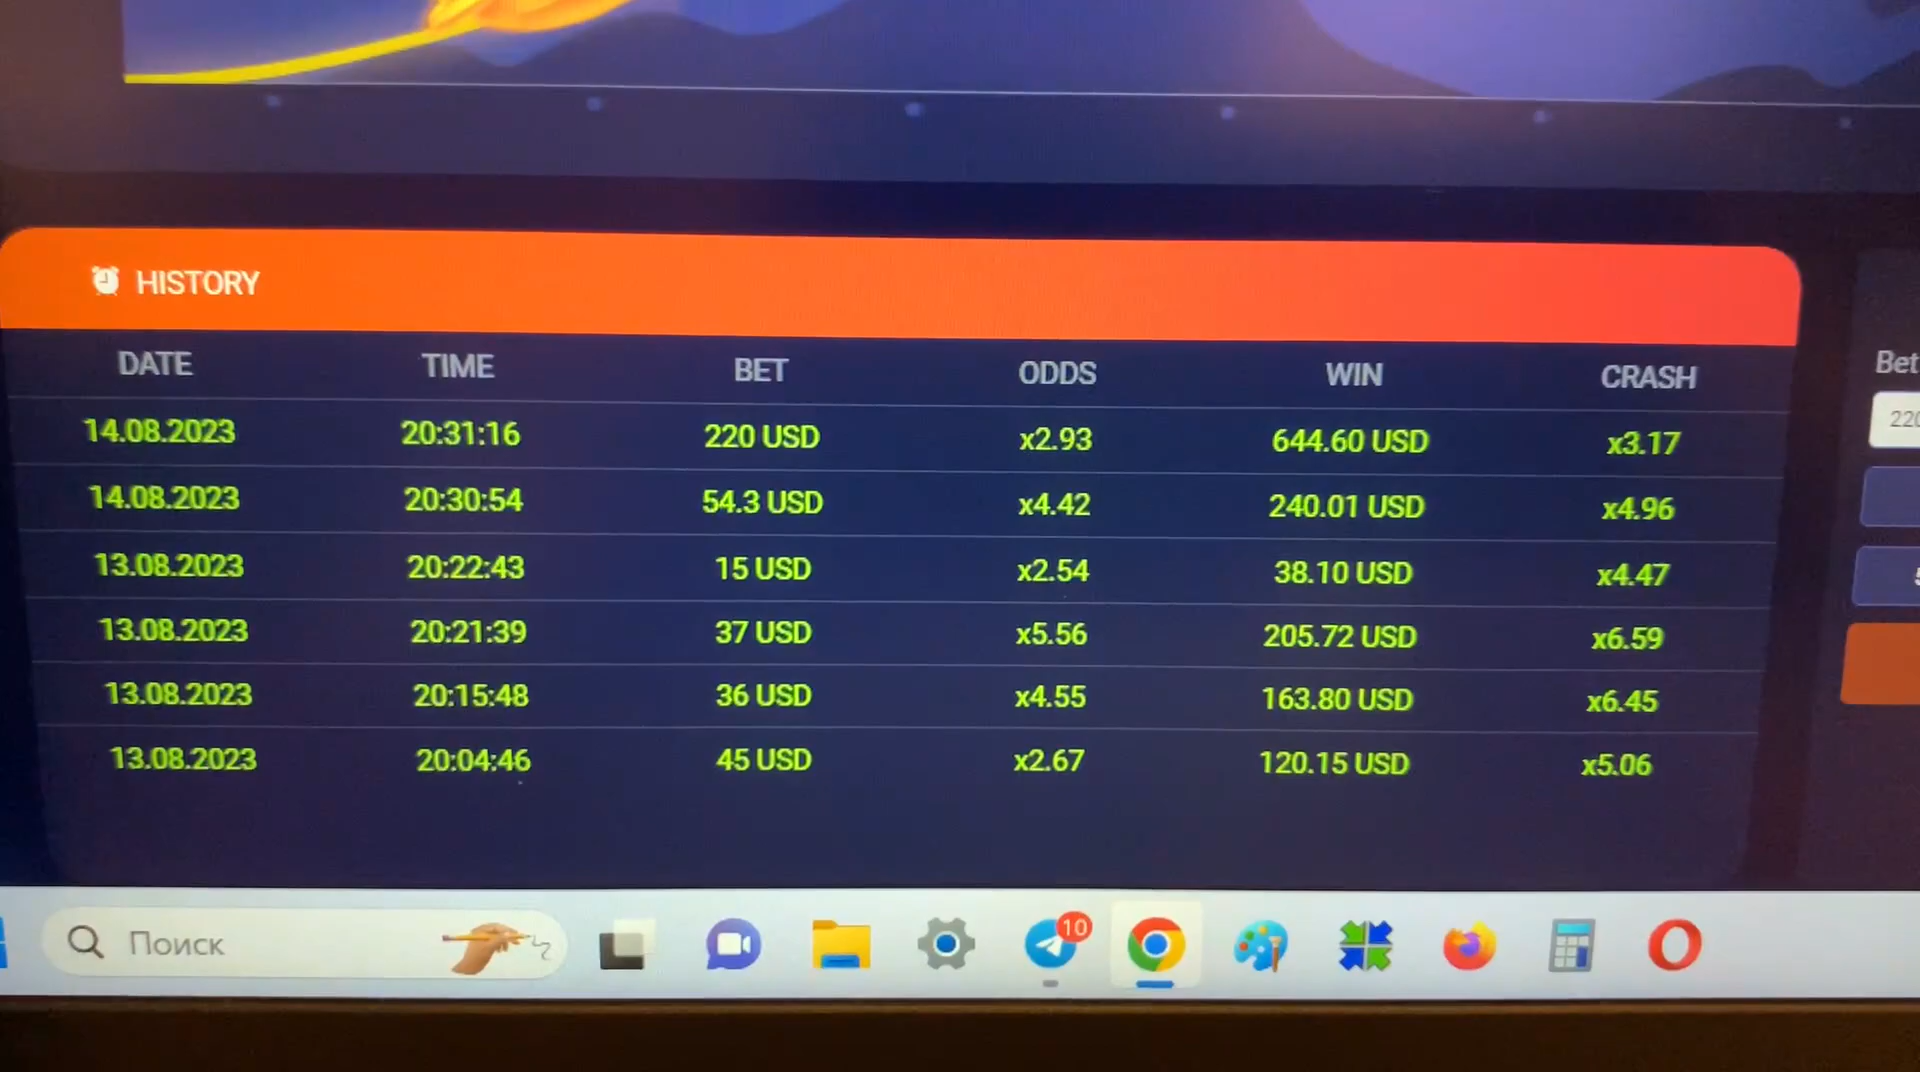 HISTORY
DATE TIME BET ODDS WIN CRASH
14.08.2023 20:31:16 220 USD x2.93 644.60 USD x3.17
14.08.2023 20:30:54 54.3 USD x4.42 240.01 USD x4.96
13.08.2023 20:22:43 15 USD x2.54 38.10 USD x4.47
13.08.2023 20:21:39 37 USD x5.56 205.72 USD x6.59
13.08.2023 20:15:48 36 USD x4.55 163.80 USD x6.45
13.08.2023 20:04:46 45 USD x2.67 120.15 USD x5.06
Bet
220
Поиск
10